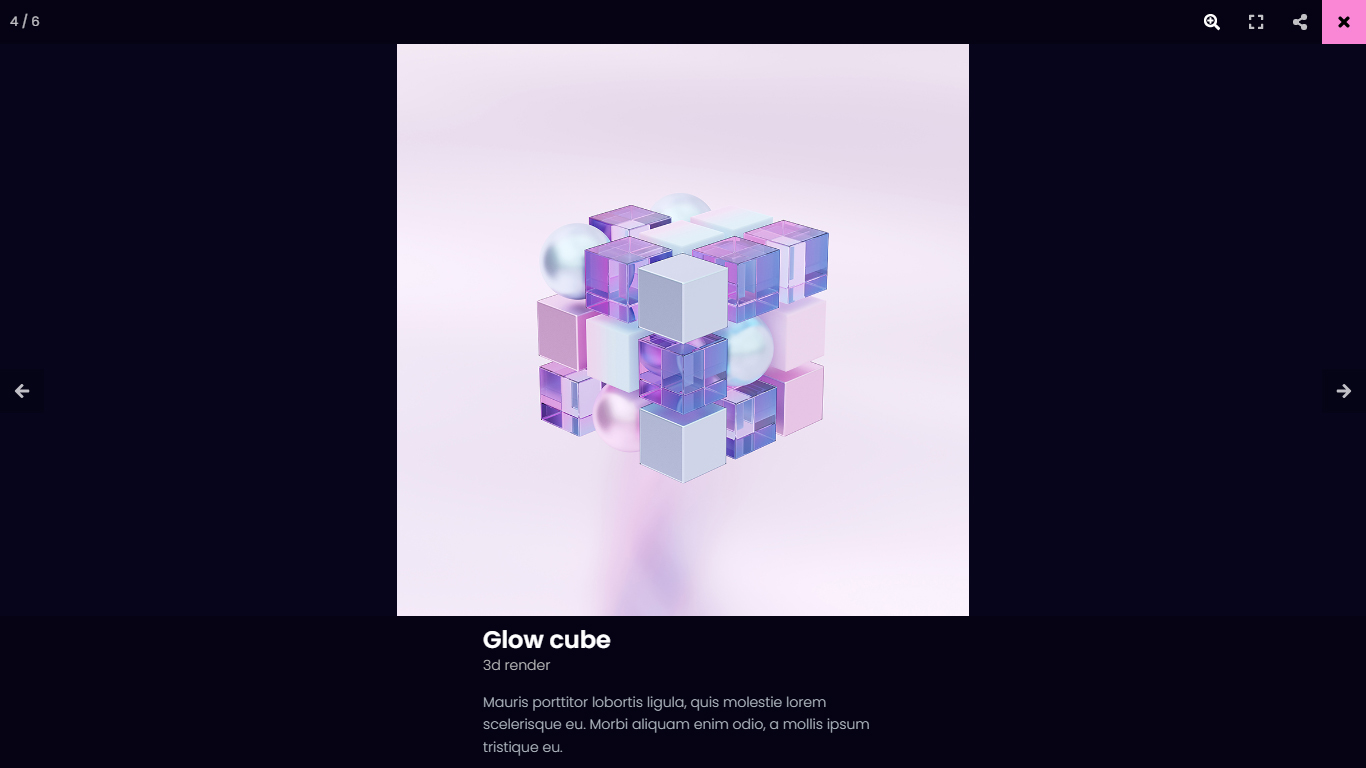 4 / 6
Glow cube
3d render
Mauris porttitor lobortis ligula, quis molestie lorem
scelerisque eu. Morbi aliquam enim odio, a mollis ipsum
tristique eu.